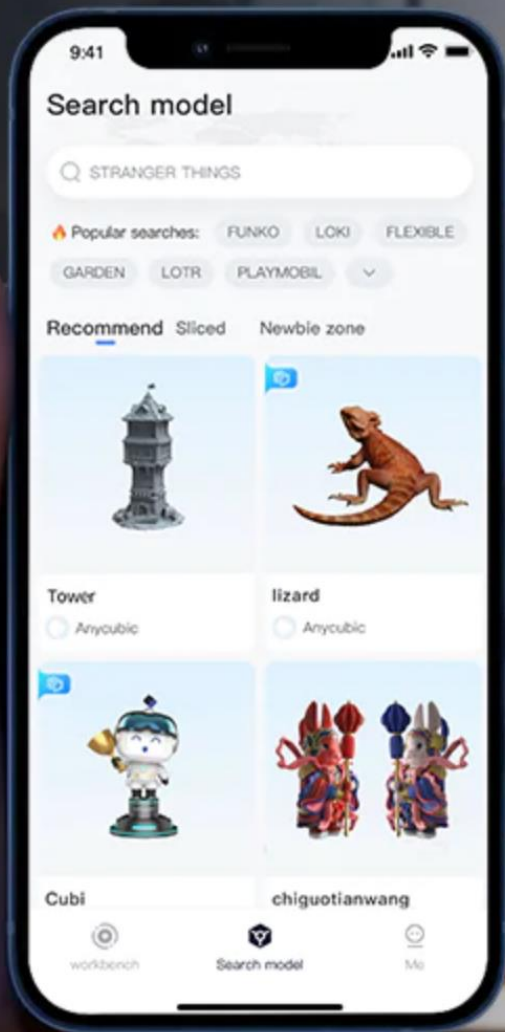 9:41
Search model
STRANGER THINGS
Popular searches: FUNKO LOKI FLEXIBLE
GARDEN LOTR PLAYMOBIL
Recommend Sliced Newbie zone
Tower lizard
Anycubic Anycubic
Cubi chiguotianwang
workbench Search model Me